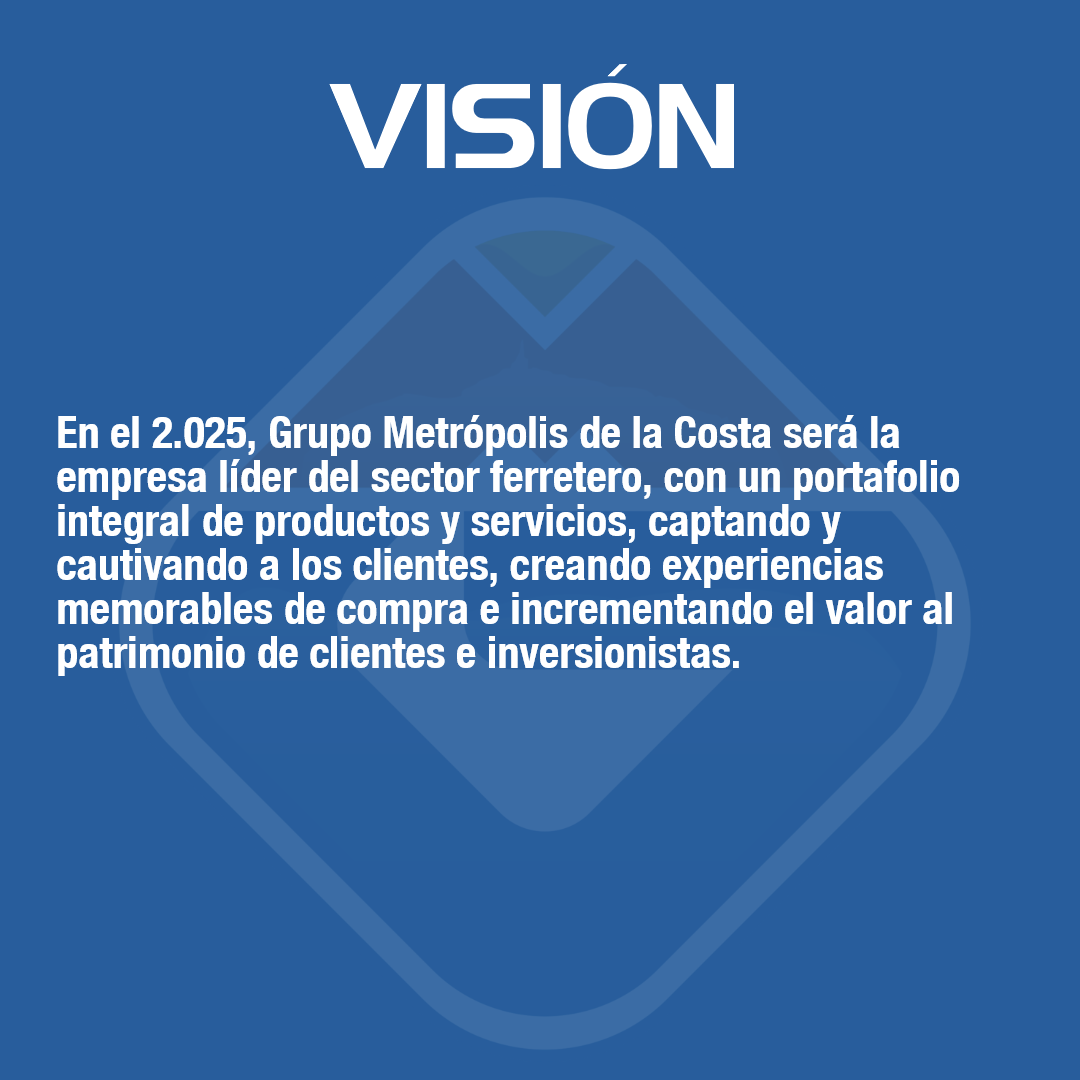 VISIÓN
En el 2.025, Grupo Metrópolis de la Costa será la
empresa líder del sector ferretero, con un portafolio
integral de productos y servicios, captando y
cautivando a los clientes, creando experiencias
memorables de compra e incrementando el valor al
patrimonio de clientes e inversionistas.